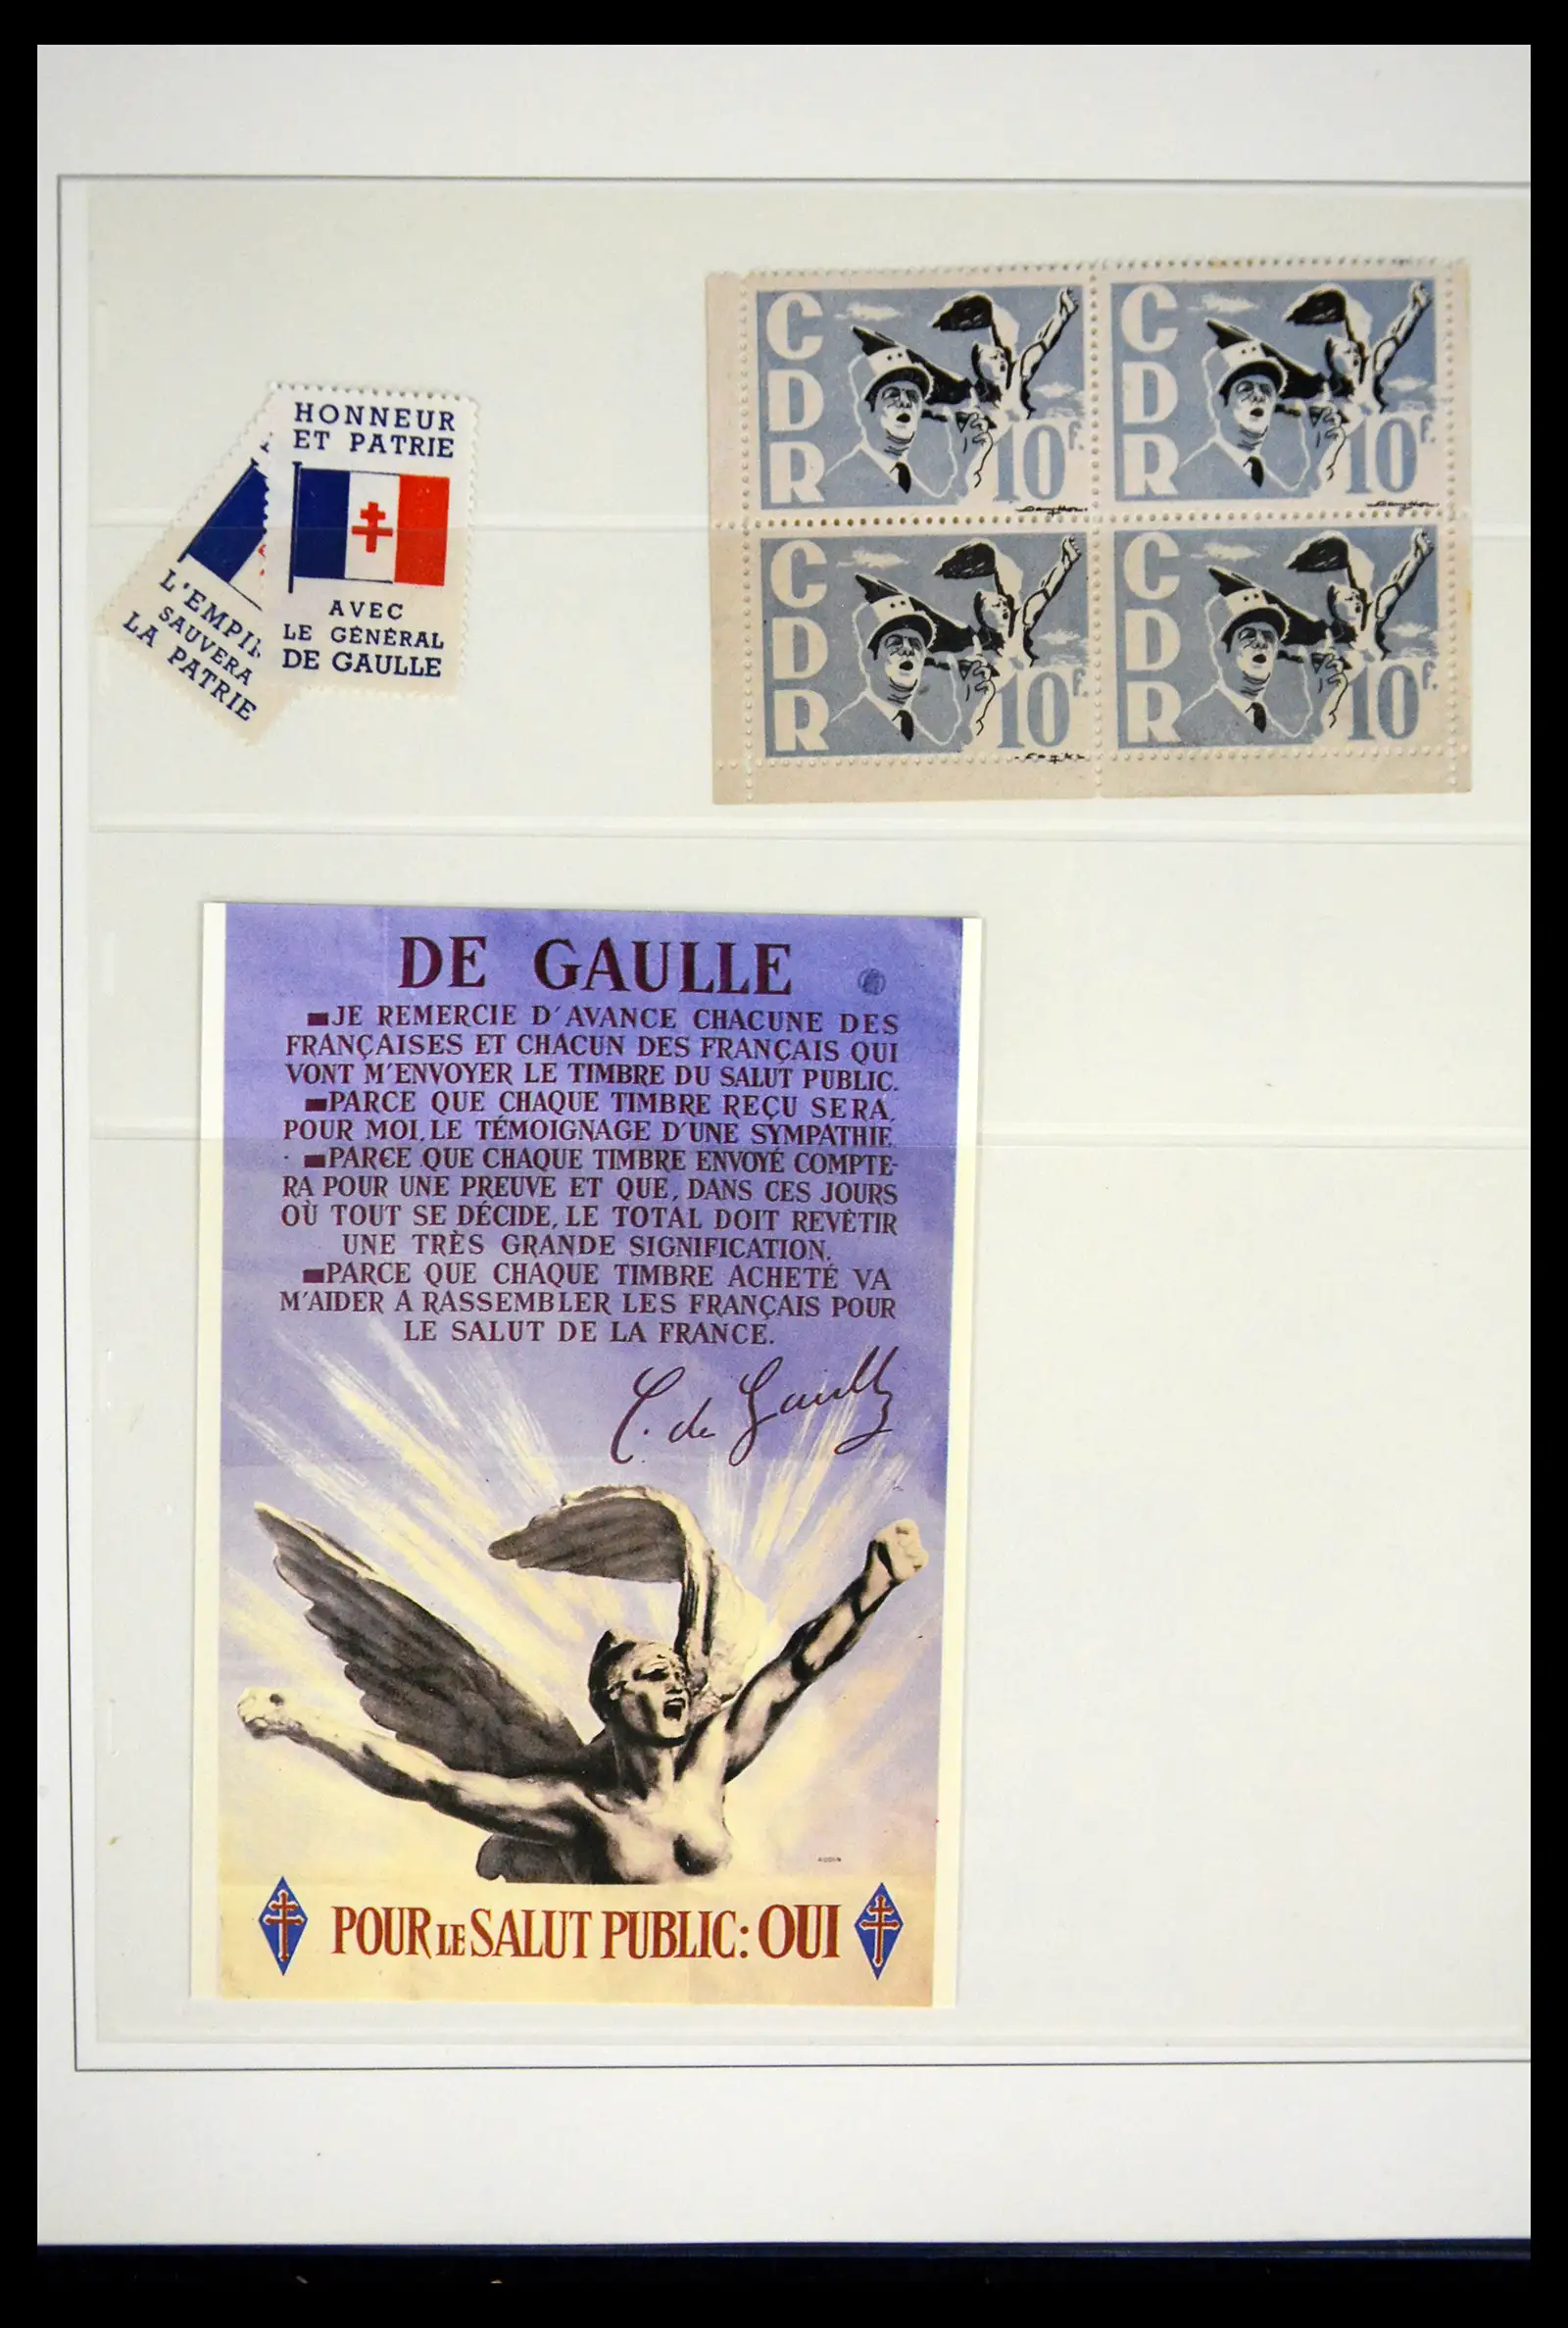 HONNEUR
ET PATRIE
AVEC
LE GÉNÉRAL
DE GAULLE
SAUVERA
LA PATRIE
C
D
R
10F.
C
D
R
10F.
C
D
R
10F.
C
D
R
10F.
DE GAULLE
JE REMERCIE D'AVANCE CHACUNE DES
FRANÇAISES ET CHACUN DES FRANÇAIS QUI
VONT M'ENVOYER LE TIMBRE DU SALUT PUBLIC.
PARCE QUE CHAQUE TIMBRE REÇU SERA,
POUR MOI, LE TÉMOIGNAGE D'UNE SYMPATHIE.
PARCE QUE CHAQUE TIMBRE ENVOYÉ COMPTE-
RA POUR UNE PREUVE ET QUE, DANS CES JOURS
OÙ TOUT SE DÉCIDE, LE TOTAL DOIT REVÊTIR
UNE TRÈS GRANDE SIGNIFICATION.
PARCE QUE CHAQUE TIMBRE ACHETÉ VA
M'AIDER A RASSEMBLER LES FRANÇAIS POUR
LE SALUT DE LA FRANCE.
C. de Gaulle
POUR LE SALUT PUBLIC: OUI